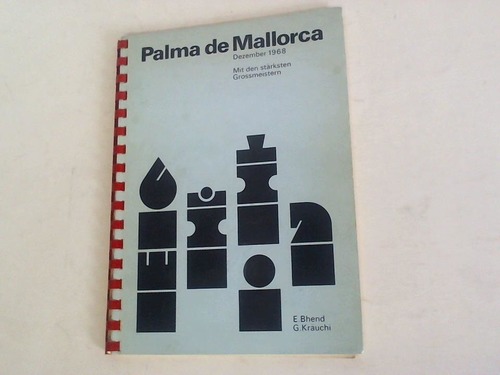 Palma de Mallorca
Dezember 1968
Mit den stärksten
Grossmeistern
E. Bhend
G. Krauchi